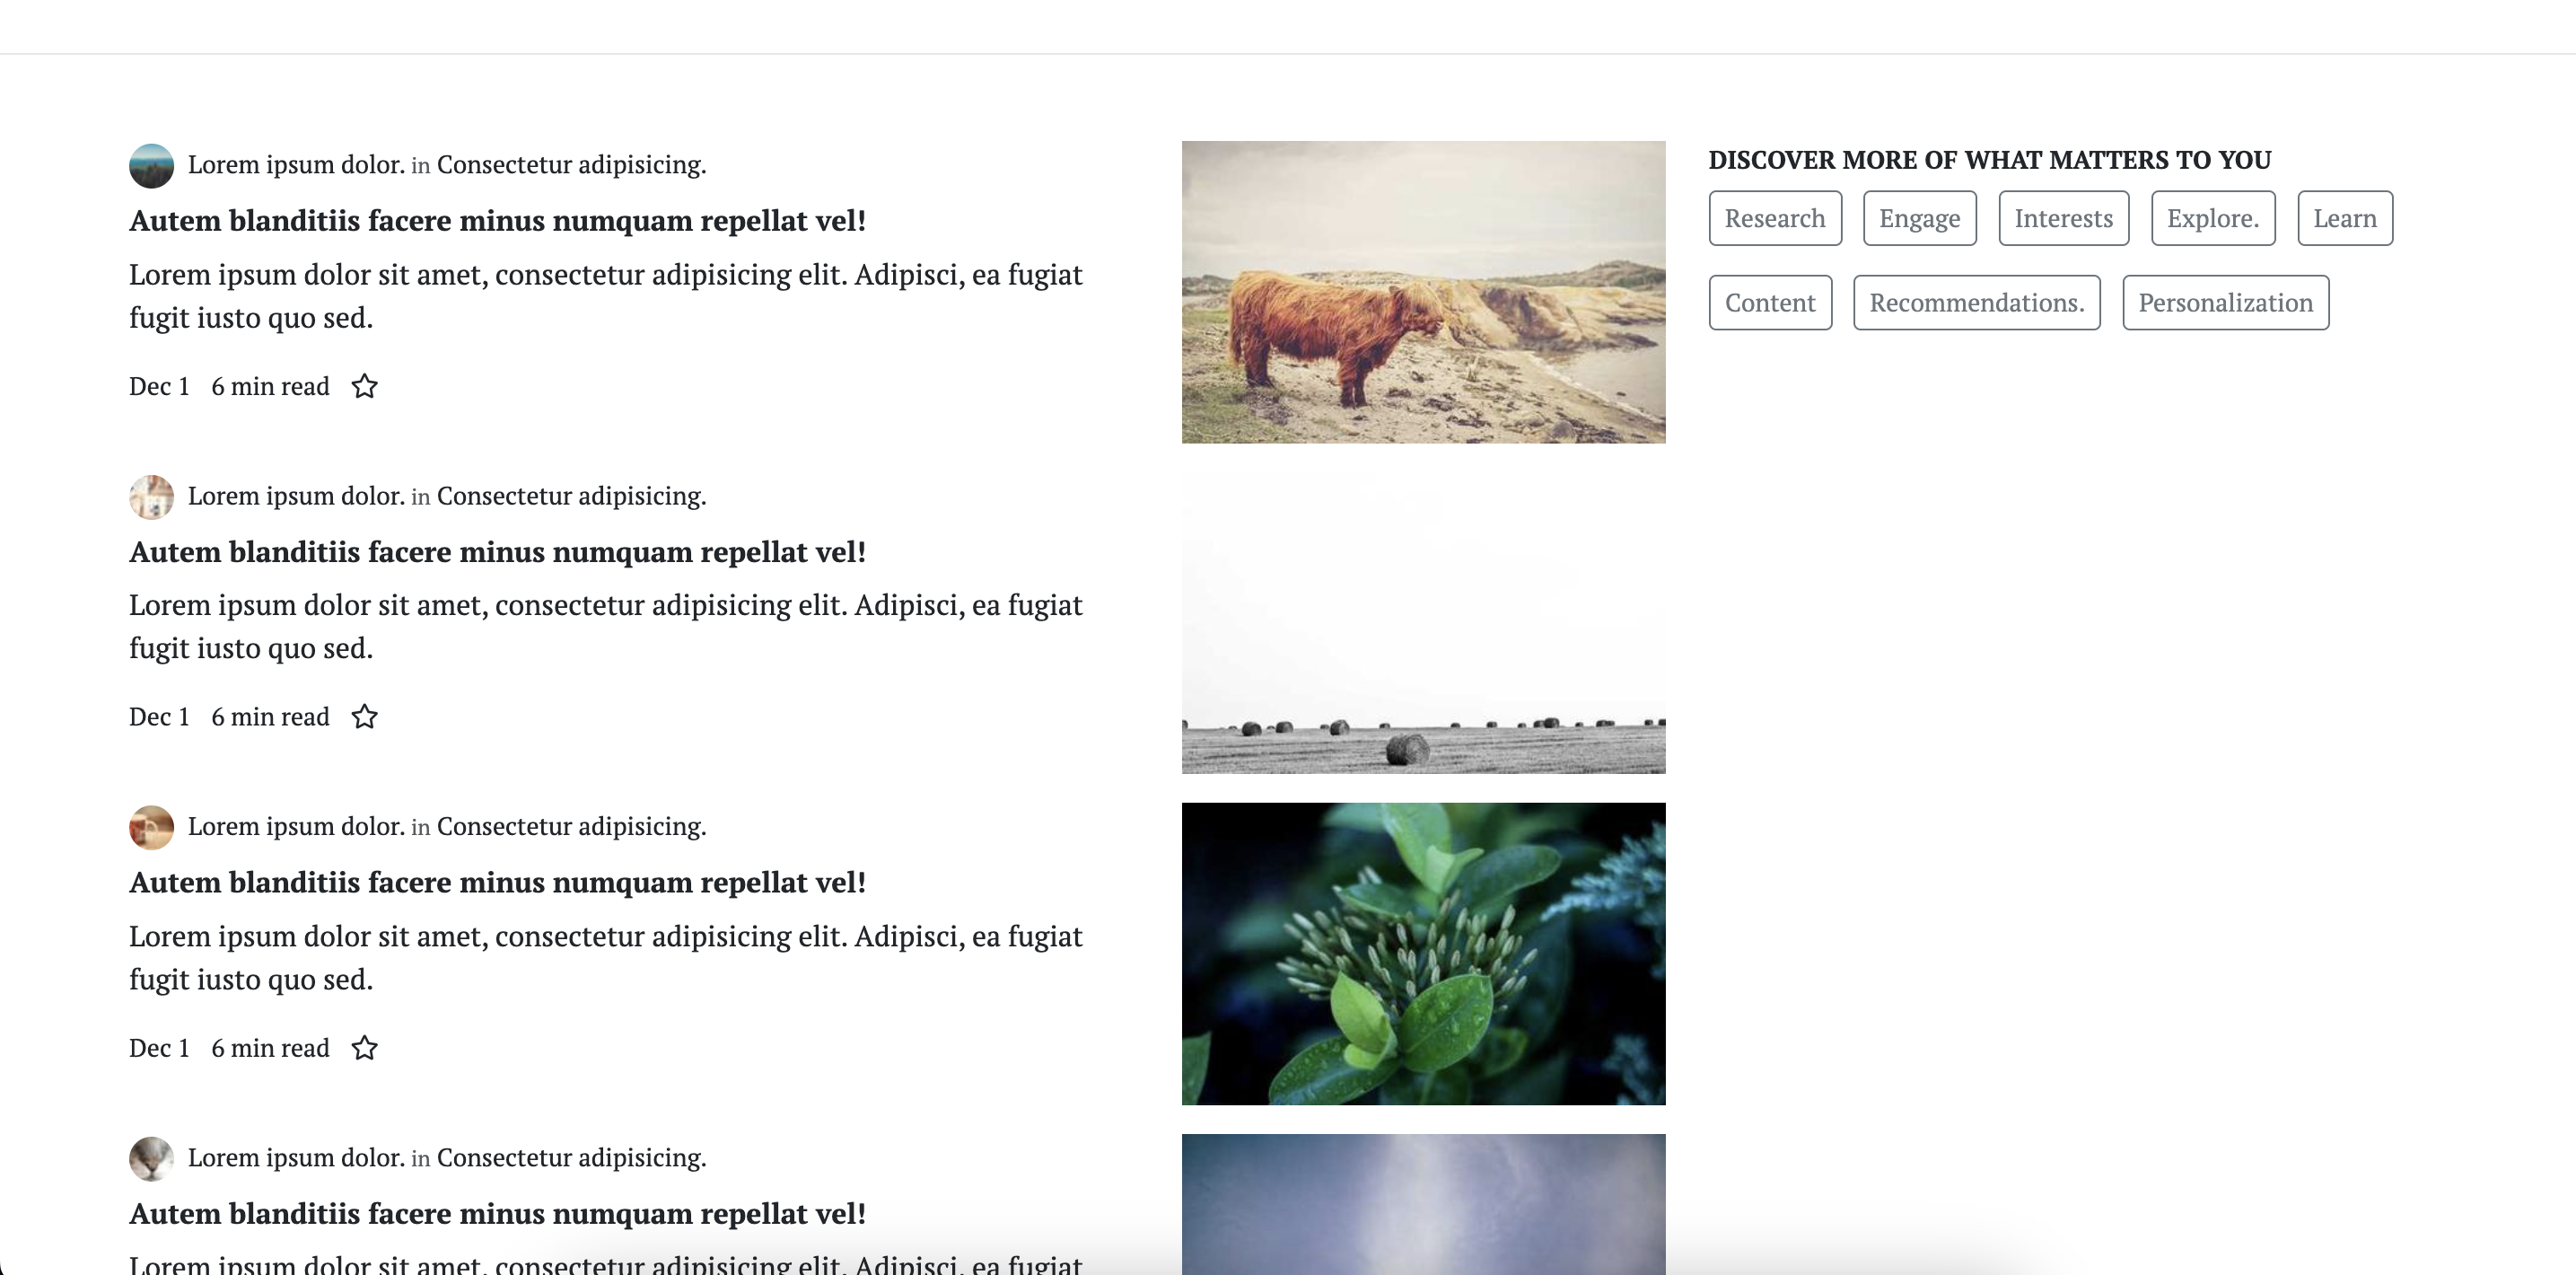 Lorem ipsum dolor. in Consectetur adipisicing.
Autem blanditiis facere minus numquam repellat vel!
Lorem ipsum dolor sit amet, consectetur adipisicing elit. Adipisci, ea fugiat
fugit iusto quo sed.
Dec 1 6 min read
Lorem ipsum dolor. in Consectetur adipisicing.
Autem blanditiis facere minus numquam repellat vel!
Lorem ipsum dolor sit amet, consectetur adipisicing elit. Adipisci, ea fugiat
fugit iusto quo sed.
Dec 1 6 min read
Lorem ipsum dolor. in Consectetur adipisicing.
Autem blanditiis facere minus numquam repellat vel!
Lorem ipsum dolor sit amet, consectetur adipisicing elit. Adipisci, ea fugiat
fugit iusto quo sed.
Dec 1 6 min read
Lorem ipsum dolor. in Consectetur adipisicing.
Autem blanditiis facere minus numquam repellat vel!
Lorem ipsum dolor sit amet, consectetur adipisicing elit. Adipisci, ea fugiat
DISCOVER MORE OF WHAT MATTERS TO YOU
Research Engage Interests Explore. Learn
Content Recommendations. Personalization